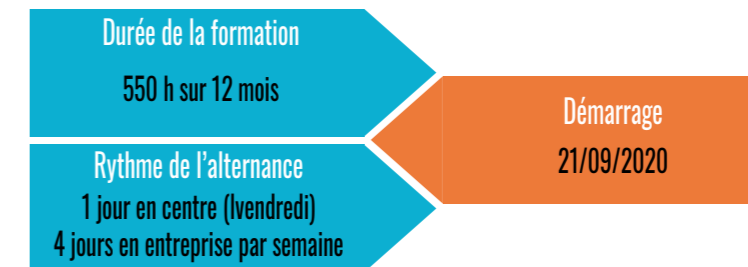 Durée de la formation
550 h sur 12 mois
Rythme de l'alternance
1 jour en centre (lvendredi)
4 jours en entreprise par semaine
Démarrage
21/09/2020